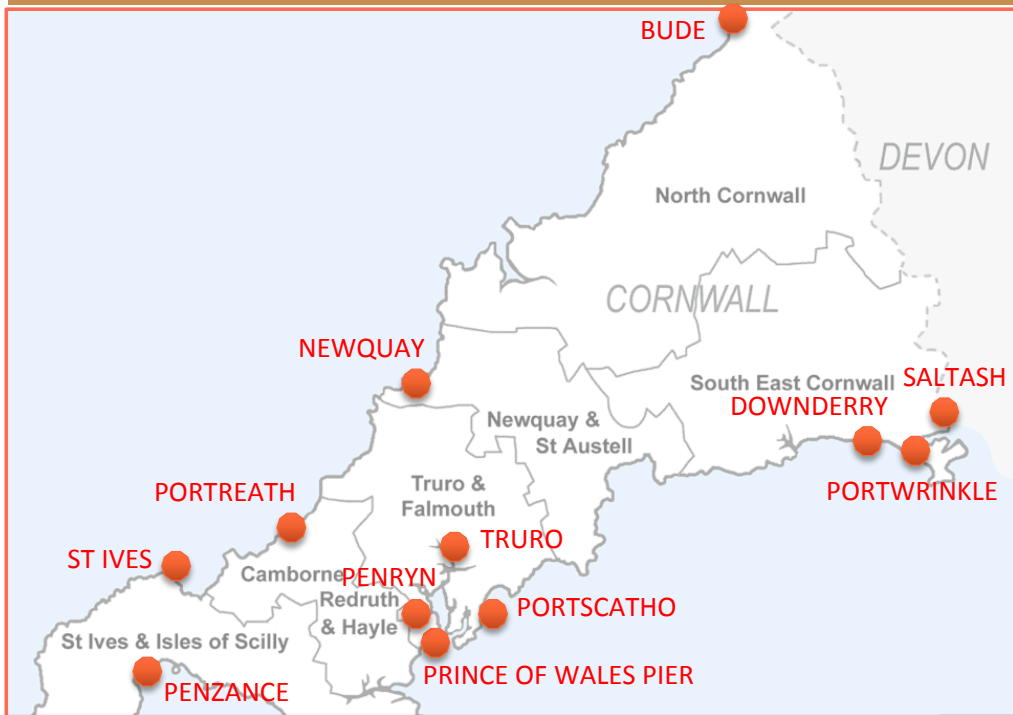 BUDE
DEVON
North Cornwall
CORNWALL
NEWQUAY
South East Cornwall
SALTASH
DOWNDERRY
Newquay &
St Austell
PORTWRINKLE
PORTREATH
Truro &
Falmouth
TRURO
ST IVES
Camborne
PENRYN
Redruth
& Hayle
PORTSCATHO
St Ives & Isles of Scilly
PRINCE OF WALES PIER
PENZANCE